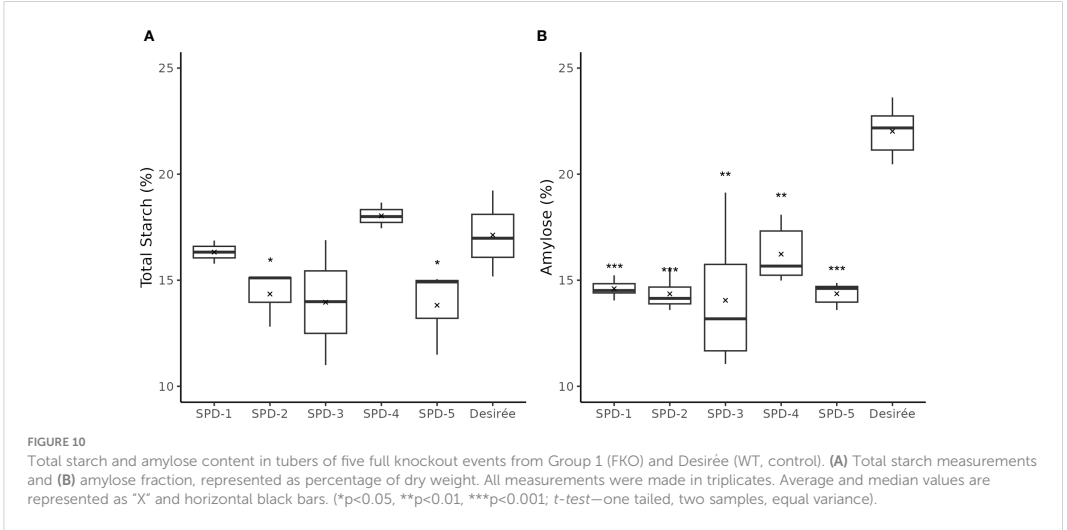 A
B
25
20
15
10
Total Starch (%)
*
*
SPD-1 SPD-2 SPD-3 SPD-4 SPD-5 Desirée
25
20
15
10
Amylose (%)
***
***
**
**
***
SPD-1 SPD-2 SPD-3 SPD-4 SPD-5 Desirée
FIGURE 10
Total starch and amylose content in tubers of five full knockout events from Group 1 (FKO) and Desirêe (WT, control). (A) Total starch measurements
and (B) amylose fraction, represented as percentage of dry weight. All measurements were made in triplicates. Average and median values are
represented as “X” and horizontal black bars. (*p<0.05, **p<0.01, ***p<0.001; t-test—one tailed, two samples, equal variance).